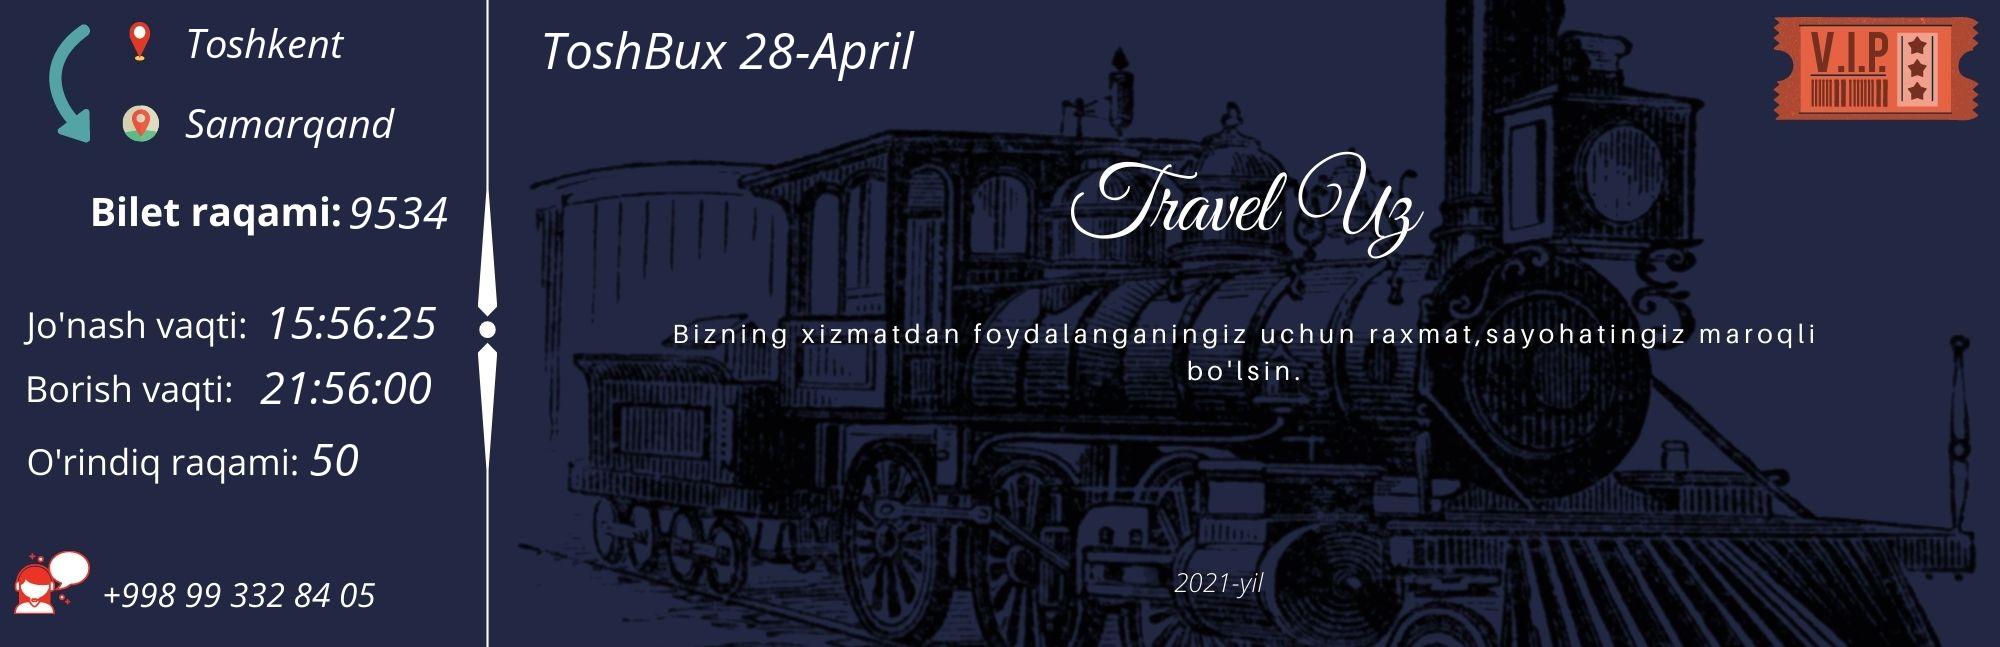 Toshkent
Samarqand
Bilet raqami: 9534
Jo'nash vaqti: 15:56:25
Borish vaqti: 21:56:00
O'rindiq raqami: 50
+998 99 332 84 05
ToshBux 28-April
V.I.P.
Travel Uz
Bizning xizmatdan foydalanganingiz uchun raxmat,sayohatingiz maroqli
bo'lsin.
2021-yil